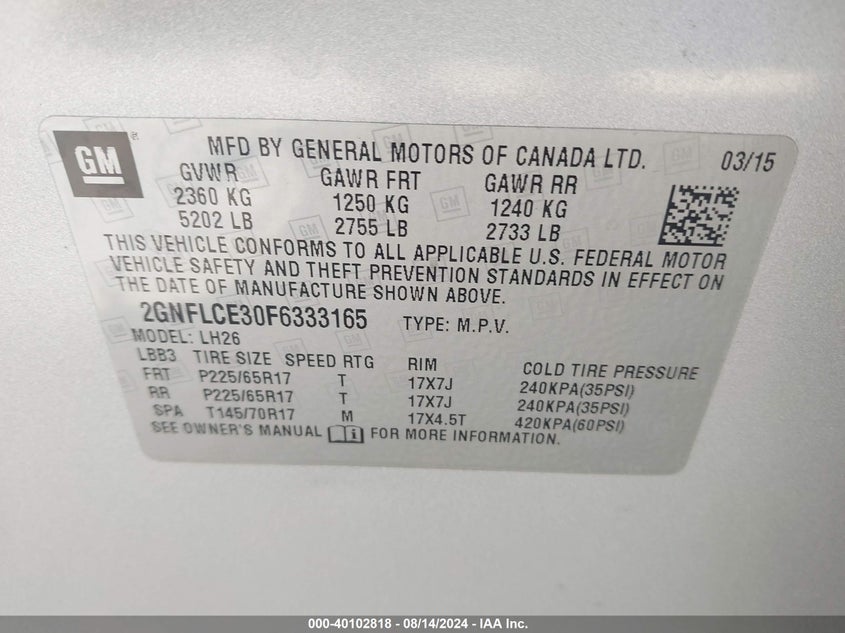 GM
MFD BY GENERAL MOTORS OF CANADA LTD. 03/15
GVWR GAWR FRT GAWR RR
2360 KG 1250 KG 1240 KG
5202 LB 2755 LB 2733 LB
THIS VEHICLE CONFORMS TO ALL APPLICABLE U.S. FEDERAL MOTOR
VEHICLE SAFETY AND THEFT PREVENTION STANDARDS IN EFFECT ON
THE DATE OF MANUFACTURE SHOWN ABOVE.
2GNFLCE30F6333165 TYPE: M.P.V.
MODEL: LH26
LBB3 TIRE SIZE SPEED RTG RIM COLD TIRE PRESSURE
FRT P225/65R17 T 17X7J 240KPA(35PSI)
RR P225/65R17 T 17X7J 240KPA(35PSI)
SPA T145/70R17 M 17X4.5T 420KPA(60PSI)
SEE OWNER'S MANUAL FOR MORE INFORMATION.
000-40102818 - 08/14/2024 - IAA Inc.